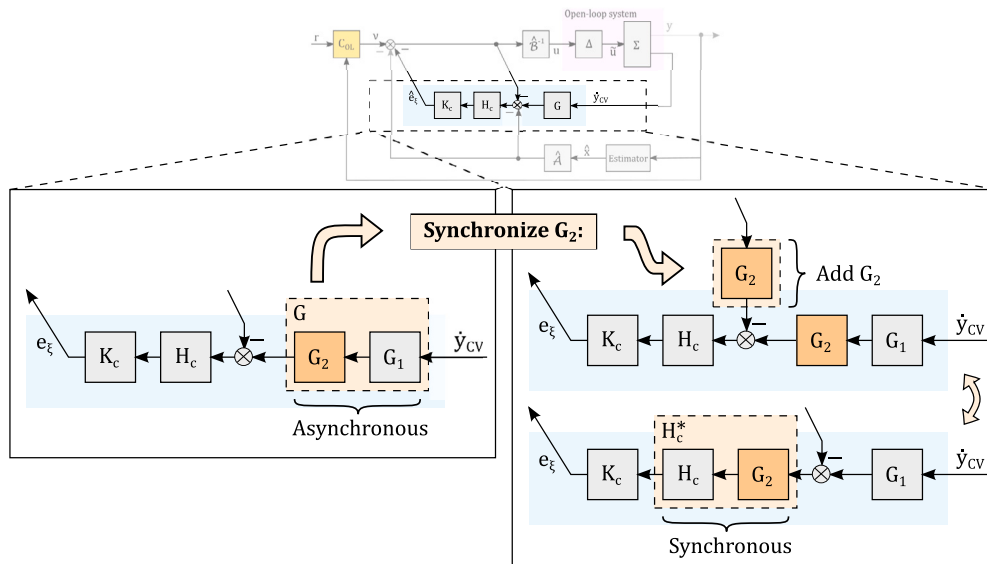 Open-loop system
r
C_OL
ν
−
−
𝓑̂⁻¹
u
Δ
ũ
Σ
y
ê_ξ
K_c
H_c
−
−
G
ẏ_CV
𝒜̂
x̂
Estimator
Synchronize G₂:
e_ξ
K_c
H_c
−
G
G₂
G₁
ẏ_CV
Asynchronous
G₂
Add G₂
e_ξ
K_c
H_c
−
G₂
G₁
ẏ_CV
e_ξ
K_c
H_c*
H_c
G₂
−
G₁
ẏ_CV
Synchronous